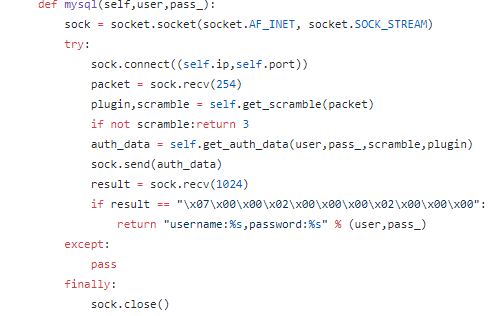 def mysql(self,user,pass_):
    sock = socket.socket(socket.AF_INET, socket.SOCK_STREAM)
    try:
        sock.connect((self.ip,self.port))
        packet = sock.recv(254)
        plugin,scramble = self.get_scramble(packet)
        if not scramble:return 3
        auth_data = self.get_auth_data(user,pass_,scramble,plugin)
        sock.send(auth_data)
        result = sock.recv(1024)
        if result == "\x07\x00\x00\x02\x00\x00\x00\x02\x00\x00\x00":
            return "username:%s,password:%s" % (user,pass_)
    except:
        pass
    finally:
        sock.close()